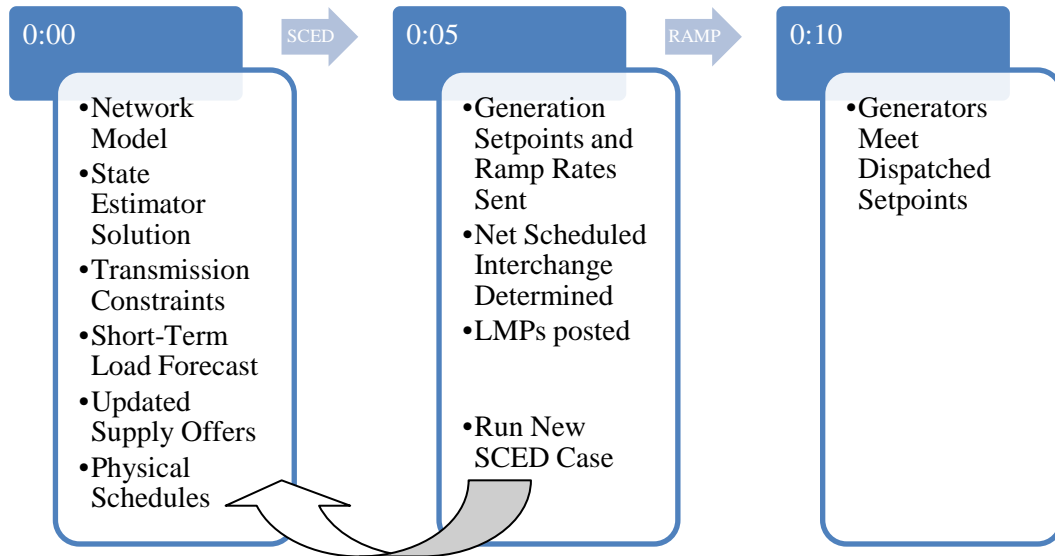 0:00
SCED
0:05
RAMP
0:10
•Network
Model
•State
Estimator
Solution
•Transmission
Constraints
•Short-Term
Load Forecast
•Updated
Supply Offers
•Physical
Schedules
•Generation
Setpoints and
Ramp Rates
Sent
•Net Scheduled
Interchange
Determined
•LMPs posted
•Run New
SCED Case
•Generators
Meet
Dispatched
Setpoints